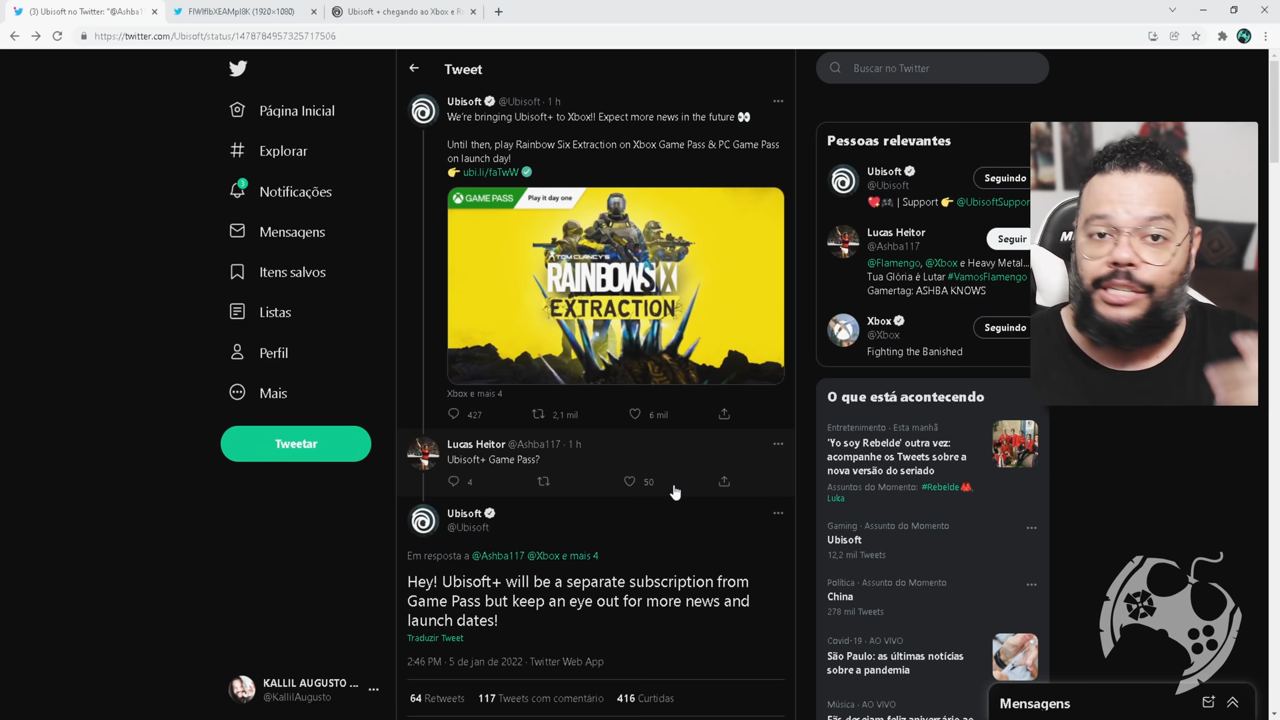 (3) Ubisoft no Twitter: "@Ashba1
FIWIfIbXEAMpI8K (1920×1080)
Ubisoft + chegando ao Xbox e R
https://twitter.com/Ubisoft/status/1478784957325717506
Página Inicial
Explorar
3
Notificações
Mensagens
Itens salvos
Listas
Perfil
Mais
Tweetar
KALLIL AUGUSTO ...
@KallilAugusto
Tweet
Ubisoft @Ubisoft · 1 h
We're bringing Ubisoft+ to Xbox!! Expect more news in the future 👀
Until then, play Rainbow Six Extraction on Xbox Game Pass & PC Game Pass
on launch day!
👉 ubi.li/faTwW
GAME PASS Play it day one
TOM CLANCY'S
RAINBOWSIX
EXTRACTION
Xbox e mais 4
427 2,1 mil 6 mil
Lucas Heitor @Ashba117 · 1 h
Ubisoft+ Game Pass?
4 50
Ubisoft
@Ubisoft
Em resposta a @Ashba117 @Xbox e mais 4
Hey! Ubisoft+ will be a separate subscription from
Game Pass but keep an eye out for more news and
launch dates!
Traduzir Tweet
2:46 PM · 5 de jan de 2022 · Twitter Web App
64 Retweets 117 Tweets com comentário 416 Curtidas
Buscar no Twitter
Pessoas relevantes
Ubisoft
@Ubisoft
Seguindo
💖🎮 | Support 👉 @UbisoftSuppor
Lucas Heitor
@Ashba117
Seguir
@Flamengo, @Xbox e Heavy Metal...
Tua Glória é Lutar #VamosFlamengo
Gamertag: ASHBA KNOWS
Xbox
@Xbox
Seguindo
Fighting the Banished
O que está acontecendo
Entretenimento · Esta manhã
'Yo soy Rebelde' outra vez:
acompanhe os Tweets sobre a
nova versão do seriado
Assuntos do Momento: #Rebelde,
Luka
Gaming · Assunto do Momento
Ubisoft
12,2 mil Tweets
Política · Assunto do Momento
China
278 mil Tweets
Covid-19 · AO VIVO
São Paulo: as últimas notícias
sobre a pandemia
Música · AO VIVO
Mensagens